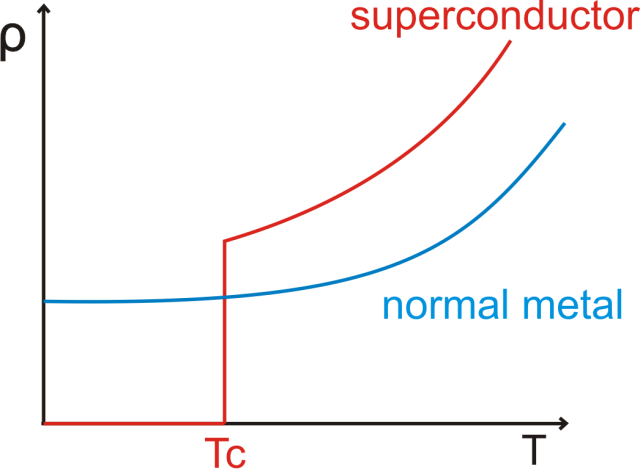 superconductor
ρ
normal metal
Tc
T